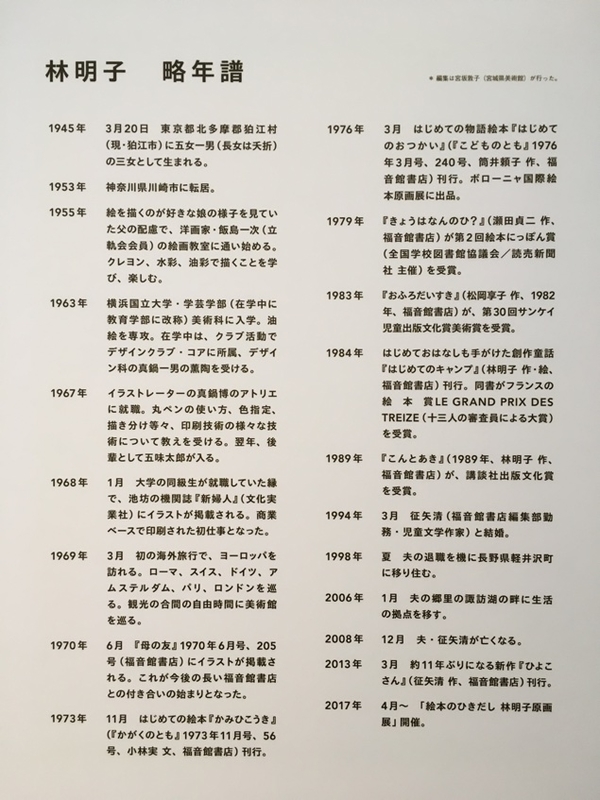 林明子　略年譜
＊ 編集は宮坂敦子（宮城県美術館）が行った。
1945年　3月20日　東京都北多摩郡狛江村
（現・狛江市）に五女一男（長女は夭折）
の三女として生まれる。
1953年　神奈川県川崎市に転居。
1955年　絵を描くのが好きな娘の様子を見てい
た父の配慮で、洋画家・飯島一次（立
軌会会員）の絵画教室に通い始める。
クレヨン、水彩、油彩で描くことを学
び、楽しむ。
1963年　横浜国立大学・学芸学部（在学中に
教育学部に改称）美術科に入学。油
絵を専攻。在学中は、クラブ活動で
デザインクラブ・コアに所属、デザイ
ン科の真鍋一男の薫陶を受ける。
1967年　イラストレーターの真鍋博のアトリエ
に就職。丸ペンの使い方、色指定、
描き分け等々、印刷技術の様々な技
術について教えを受ける。翌年、後
輩として五味太郎が入る。
1968年　1月　大学の同級生が就職していた縁
で、池坊の機関誌『新婦人』（文化実
業社）にイラストが掲載される。商業
ベースで印刷された初仕事となった。
1969年　3月　初の海外旅行で、ヨーロッパを
訪れる。ローマ、スイス、ドイツ、ア
ムステルダム、パリ、ロンドンを巡
る。観光の合間の自由時間に美術館
を巡る。
1970年　6月　『母の友』1970年6月号、205
号（福音館書店）にイラストが掲載さ
れる。これが今後の長い福音館書店
との付き合いの始まりとなった。
1973年　11月　はじめての絵本『かみひこうき』
（『かがくのとも』1973年11月号、56
号、小林実 文、福音館書店）刊行。
1976年　3月　はじめての物語絵本『はじめて
のおつかい』（『こどものとも』1976
年3月号、240号、筒井頼子 作、福
音館書店）刊行。ボローニャ国際絵
本原画展に出品。
1979年　『きょうはなんのひ？』（瀬田貞二 作、
福音館書店）が第2回絵本にっぽん賞
（全国学校図書館協議会／読売新聞
社 主催）を受賞。
1983年　『おふろだいすき』（松岡享子 作、1982
年、福音館書店）が、第30回サンケイ
児童出版文化賞美術賞を受賞。
1984年　はじめておはなしも手がけた創作童話
『はじめてのキャンプ』（林明子 作・絵、
福音館書店）刊行。同書がフランスの
絵 本 賞LE GRAND PRIX DES
TREIZE（十三人の審査員による大賞）
を受賞。
1989年　『こんとあき』（1989年、林明子 作、
福音館書店）が、講談社出版文化賞
を受賞。
1994年　3月　征矢清（福音館書店編集部勤
務・児童文学作家）と結婚。
1998年　夏　夫の退職を機に長野県軽井沢町
に移り住む。
2006年　1月　夫の郷里の諏訪湖の畔に生活
の拠点を移す。
2008年　12月　夫・征矢清が亡くなる。
2013年　3月　約11年ぶりになる新作『ひよこ
さん』（征矢清 作、福音館書店）刊行。
2017年　4月〜　「絵本のひきだし 林明子原画
展」開催。